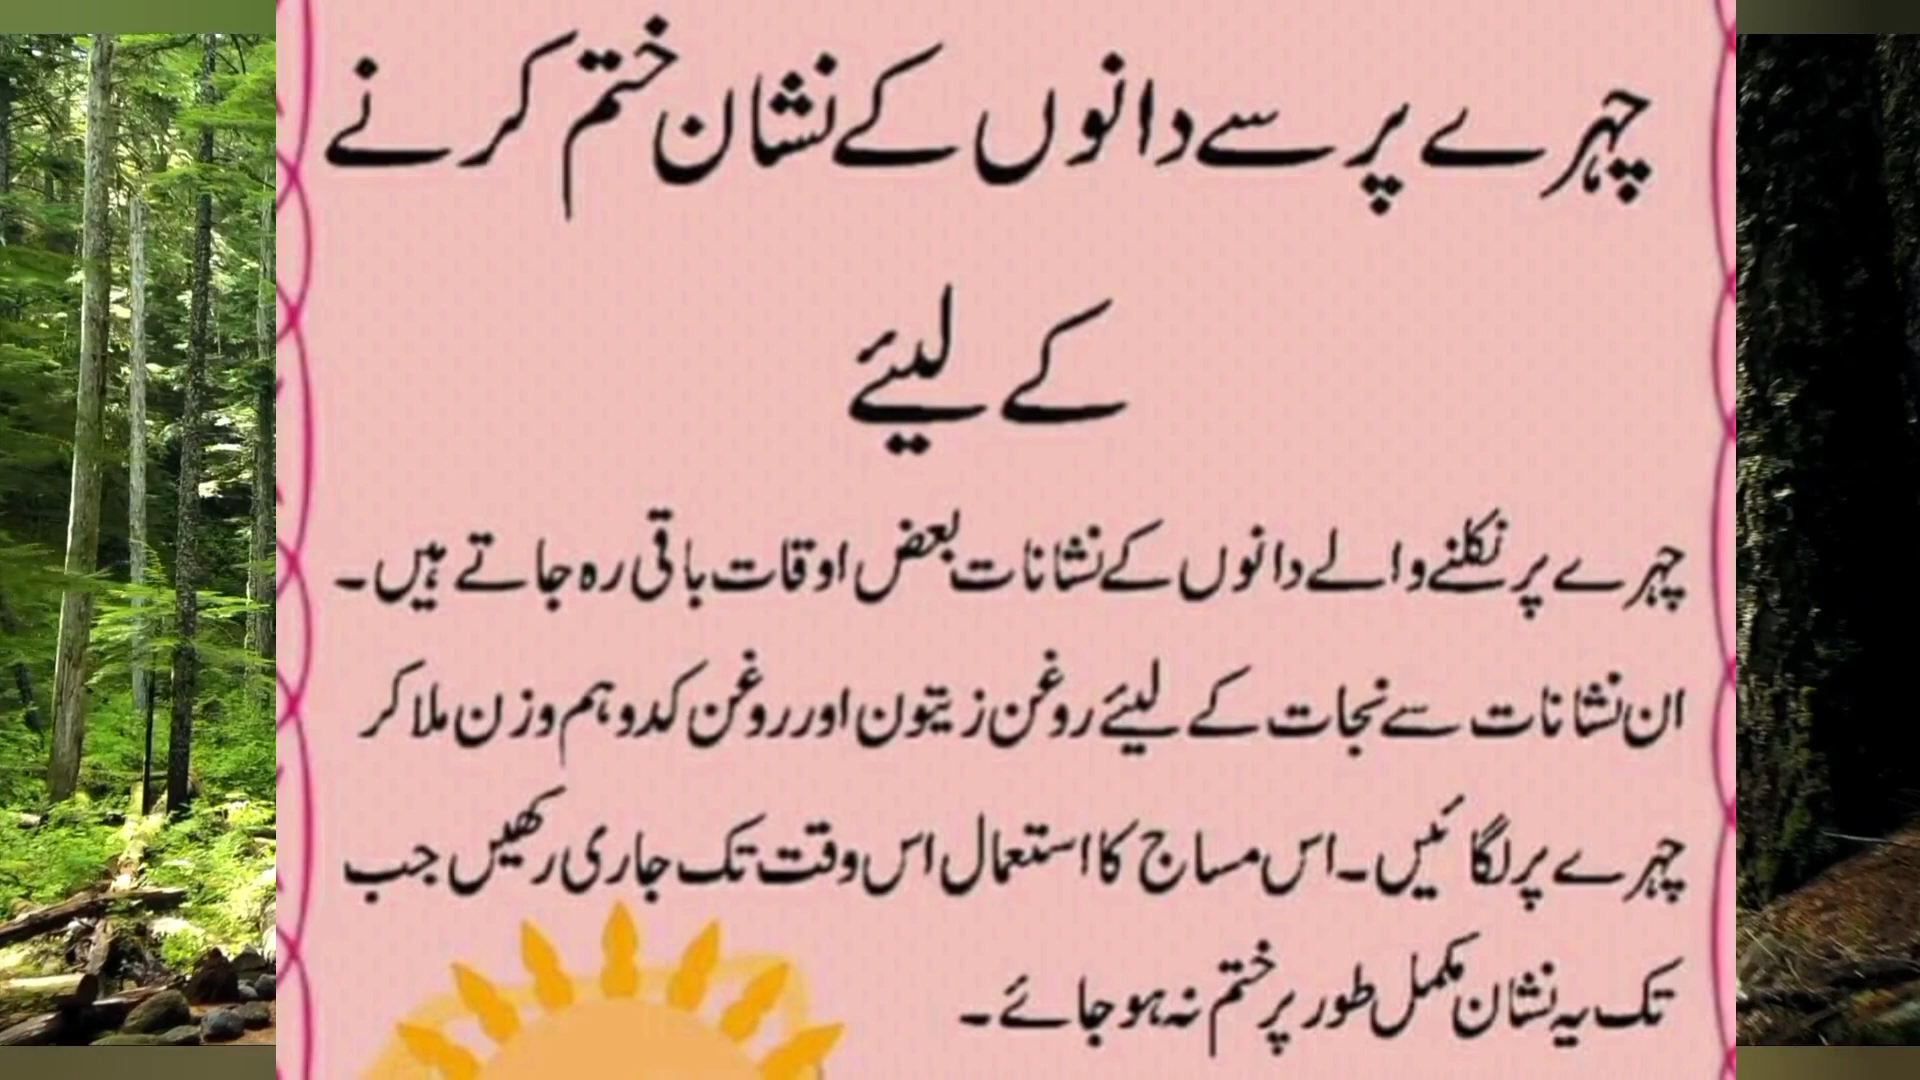 چہرے پر سے دانوں کے نشان ختم کرنے
کے لیئے
چہرے پر نکلنے والے دانوں کے نشانات بعض اوقات باقی رہ جاتے ہیں۔
ان نشانات سے نجات کے لیئے روغن زیتون اور روغن کدو ہم وزن ملا کر
چہرے پر لگائیں۔ اس مساج کا استعمال اس وقت تک جاری رکھیں جب
تک یہ نشان مکمل طور پر ختم نہ ہو جائے۔